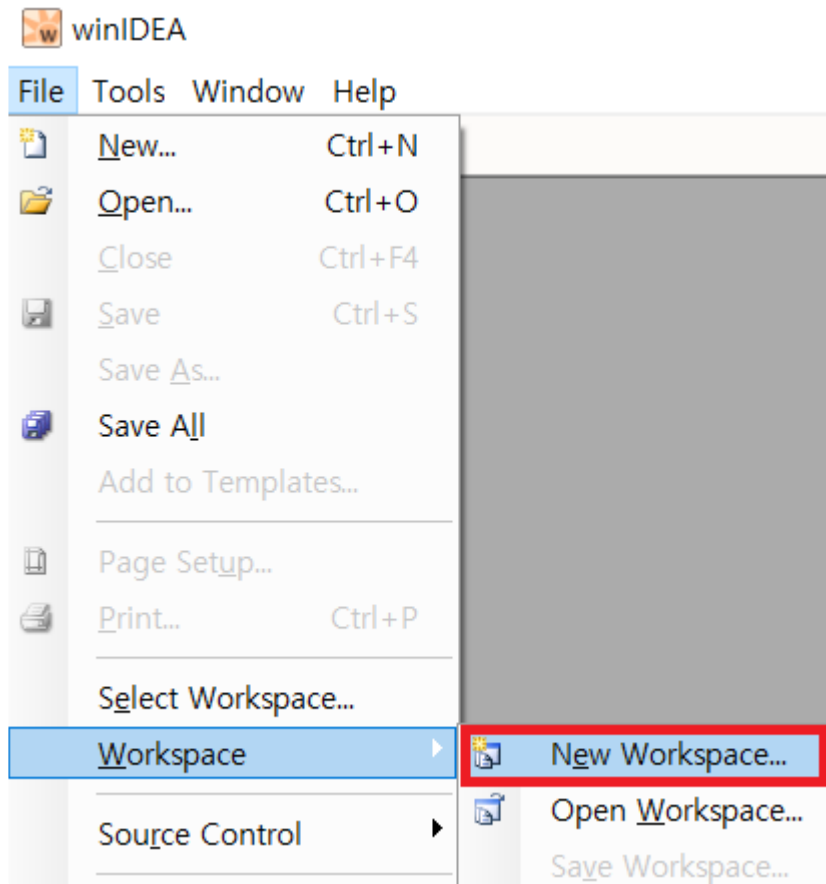 winIDEA
File Tools Window Help
New... Ctrl+N
Open... Ctrl+O
Close Ctrl+F4
Save Ctrl+S
Save As...
Save All
Add to Templates...
Page Setup...
Print... Ctrl+P
Select Workspace...
Workspace New Workspace...
Open Workspace...
Source Control
Save Workspace...